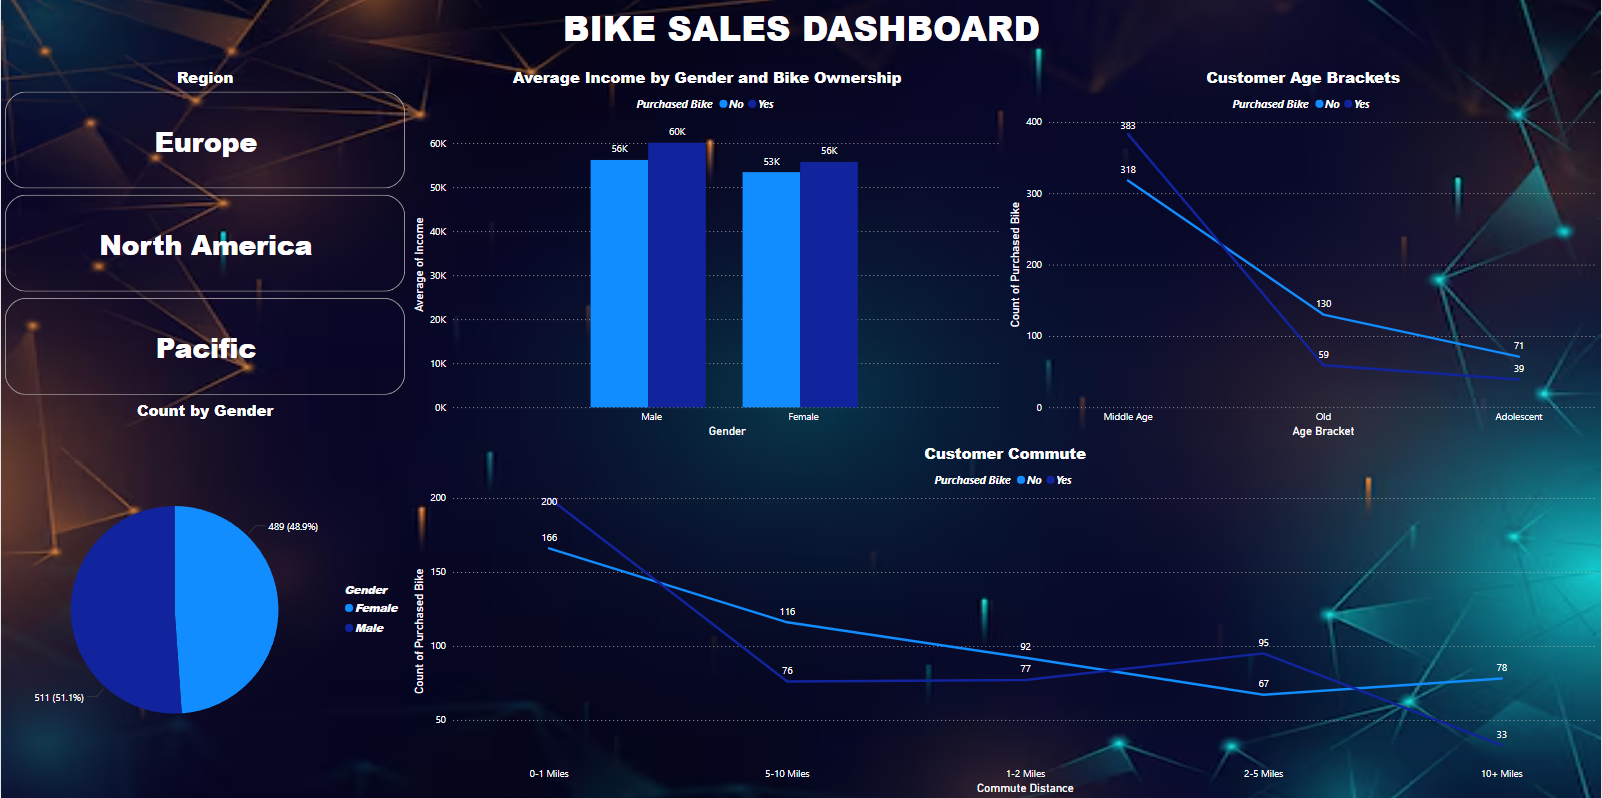 BIKE SALES DASHBOARD
Region
Europe
North America
Pacific
Count by Gender
489 (48.9%)
511 (51.1%)
Gender
Female
Male
Average Income by Gender and Bike Ownership
Purchased Bike No Yes
Average of Income
60K
50K
40K
30K
20K
10K
0K
56K
60K
53K
56K
Male Female
Gender
Customer Age Brackets
Purchased Bike No Yes
Count of Purchased Bike
400
300
200
100
0
383
318
130
59
71
39
Middle Age Old Adolescent
Age Bracket
Customer Commute
Purchased Bike No Yes
Count of Purchased Bike
200
150
100
50
200
166
116
76
92
77
95
67
78
33
0-1 Miles 5-10 Miles 1-2 Miles 2-5 Miles 10+ Miles
Commute Distance